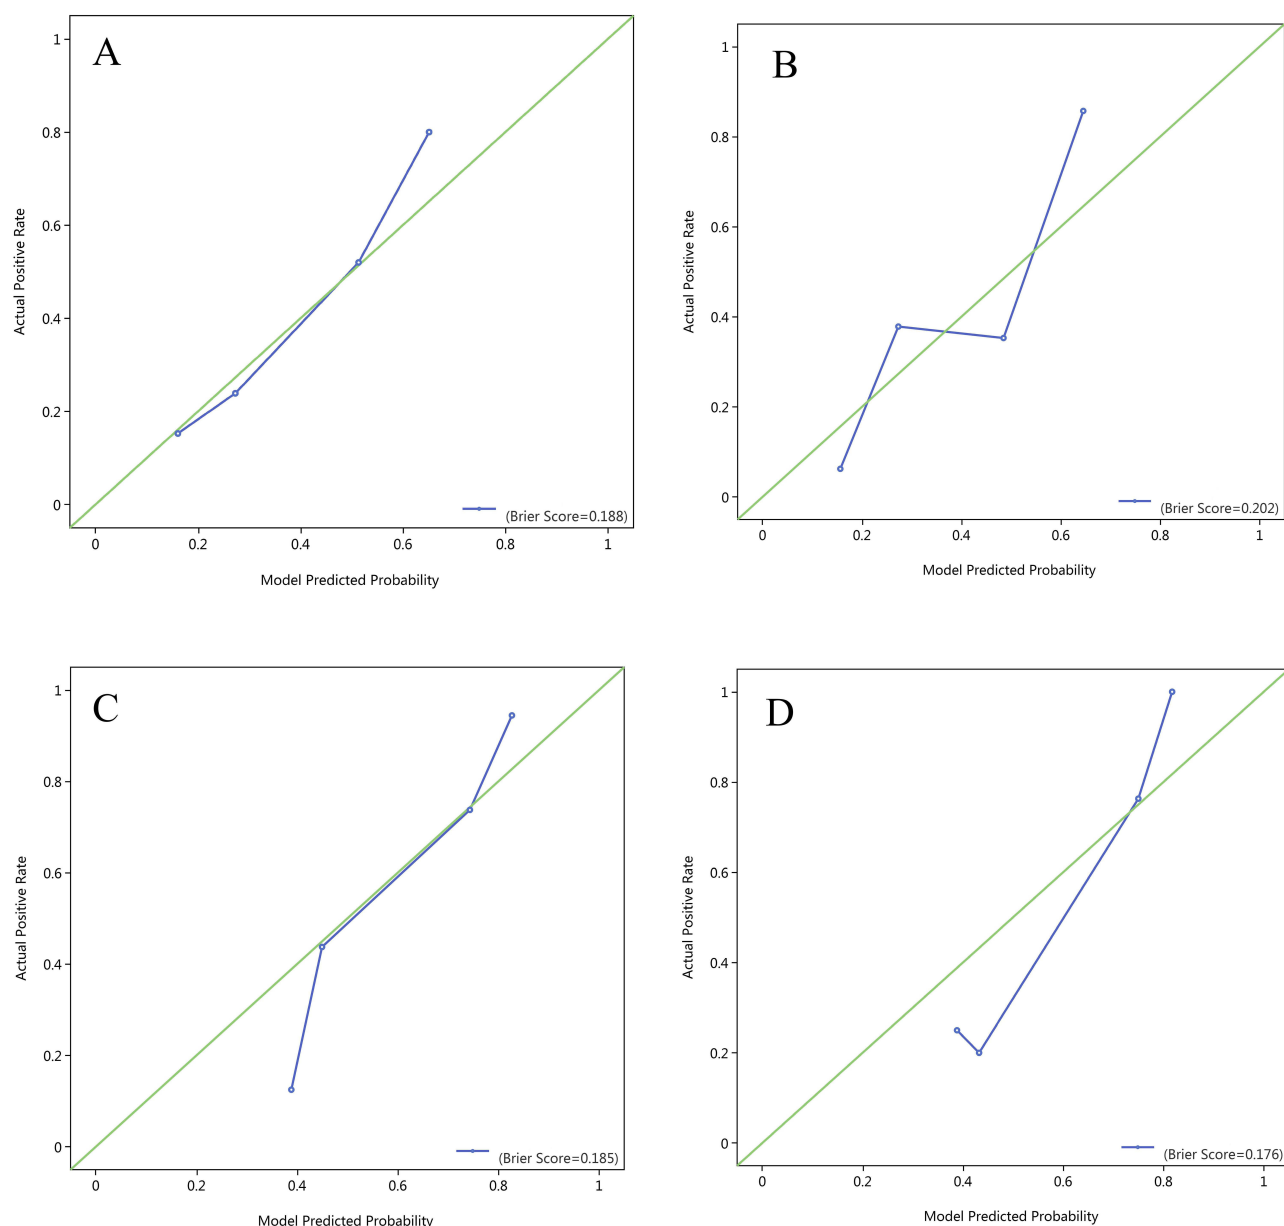 A
1
0.8
0.6
0.4
0.2
0
Actual Positive Rate
(Brier Score=0.188)
0 0.2 0.4 0.6 0.8 1
Model Predicted Probability
B
1
0.8
0.6
0.4
0.2
0
Actual Positive Rate
(Brier Score=0.202)
0 0.2 0.4 0.6 0.8 1
Model Predicted Probability
C
1
0.8
0.6
0.4
0.2
0
Actual Positive Rate
(Brier Score=0.185)
0 0.2 0.4 0.6 0.8 1
Model Predicted Probability
D
1
0.8
0.6
0.4
0.2
0
Actual Positive Rate
(Brier Score=0.176)
0 0.2 0.4 0.6 0.8 1
Model Predicted Probability